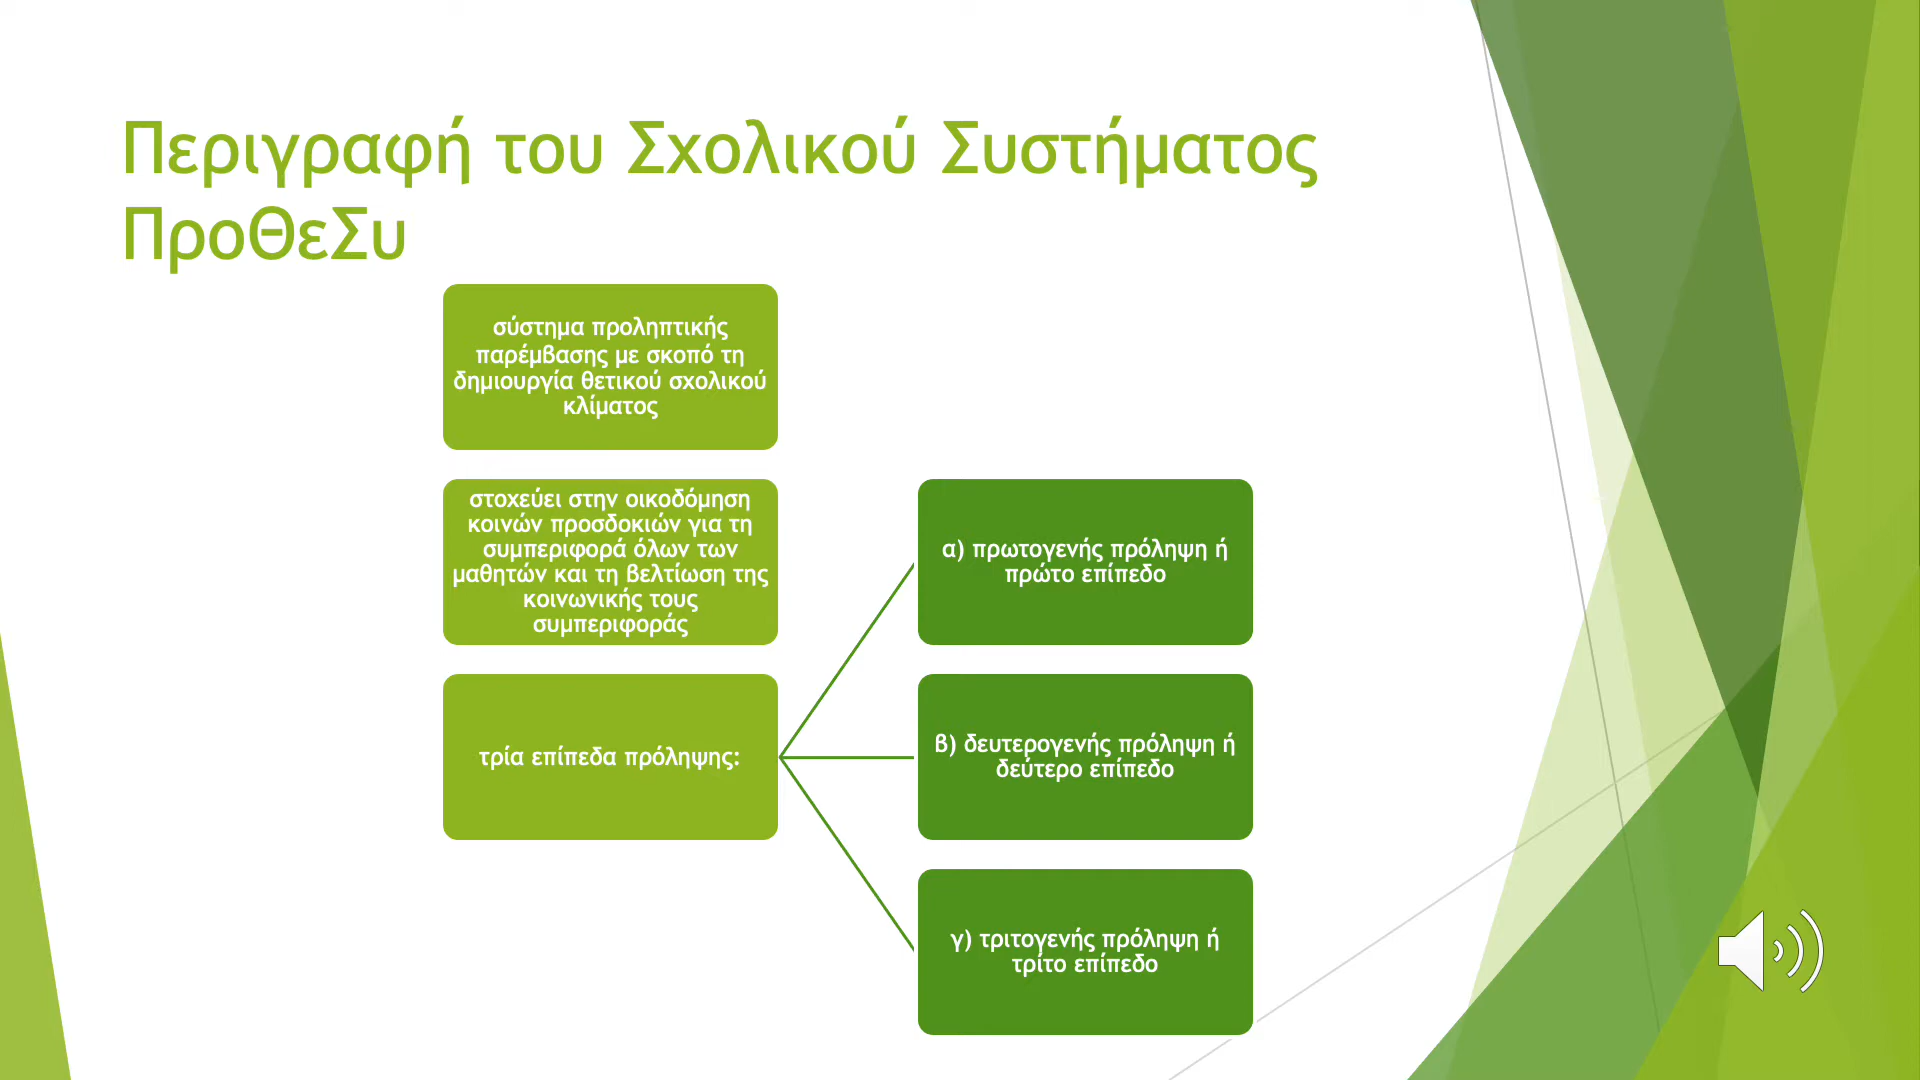 Περιγραφή του Σχολικού Συστήματος
ΠροΘεΣυ
σύστημα προληπτικής
παρέμβασης με σκοπό τη
δημιουργία θετικού σχολικού
κλίματος
στοχεύει στην οικοδόμηση
κοινών προσδοκιών για τη
συμπεριφορά όλων των
μαθητών και τη βελτίωση της
κοινωνικής τους
συμπεριφοράς
τρία επίπεδα πρόληψης:
α) πρωτογενής πρόληψη ή
πρώτο επίπεδο
β) δευτερογενής πρόληψη ή
δεύτερο επίπεδο
γ) τριτογενής πρόληψη ή
τρίτο επίπεδο